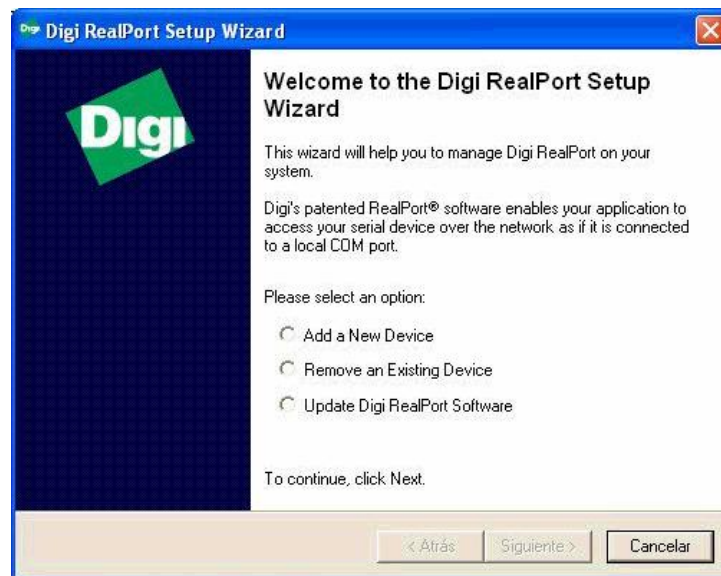 Digi RealPort Setup Wizard
Digi
Welcome to the Digi RealPort Setup
Wizard
This wizard will help you to manage Digi RealPort on your
system.
Digi's patented RealPort® software enables your application to
access your serial device over the network as if it is connected
to a local COM port.
Please select an option:
Add a New Device
Remove an Existing Device
Update Digi RealPort Software
To continue, click Next.
< Atrás
Siguiente >
Cancelar